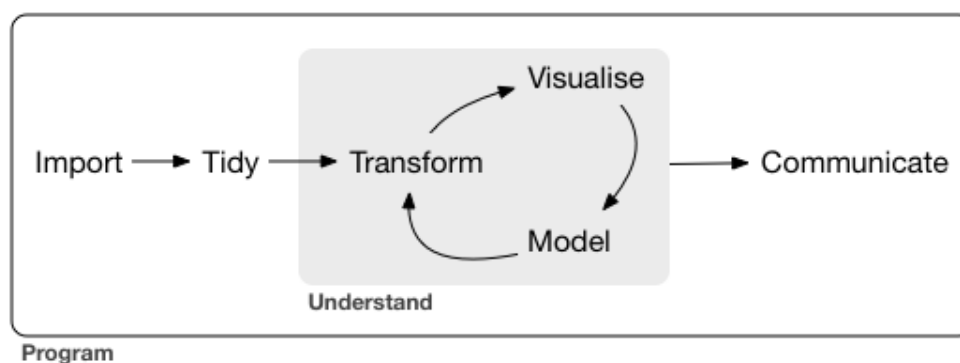 Visualise
Import
Tidy
Transform
Communicate
Model
Understand
Program